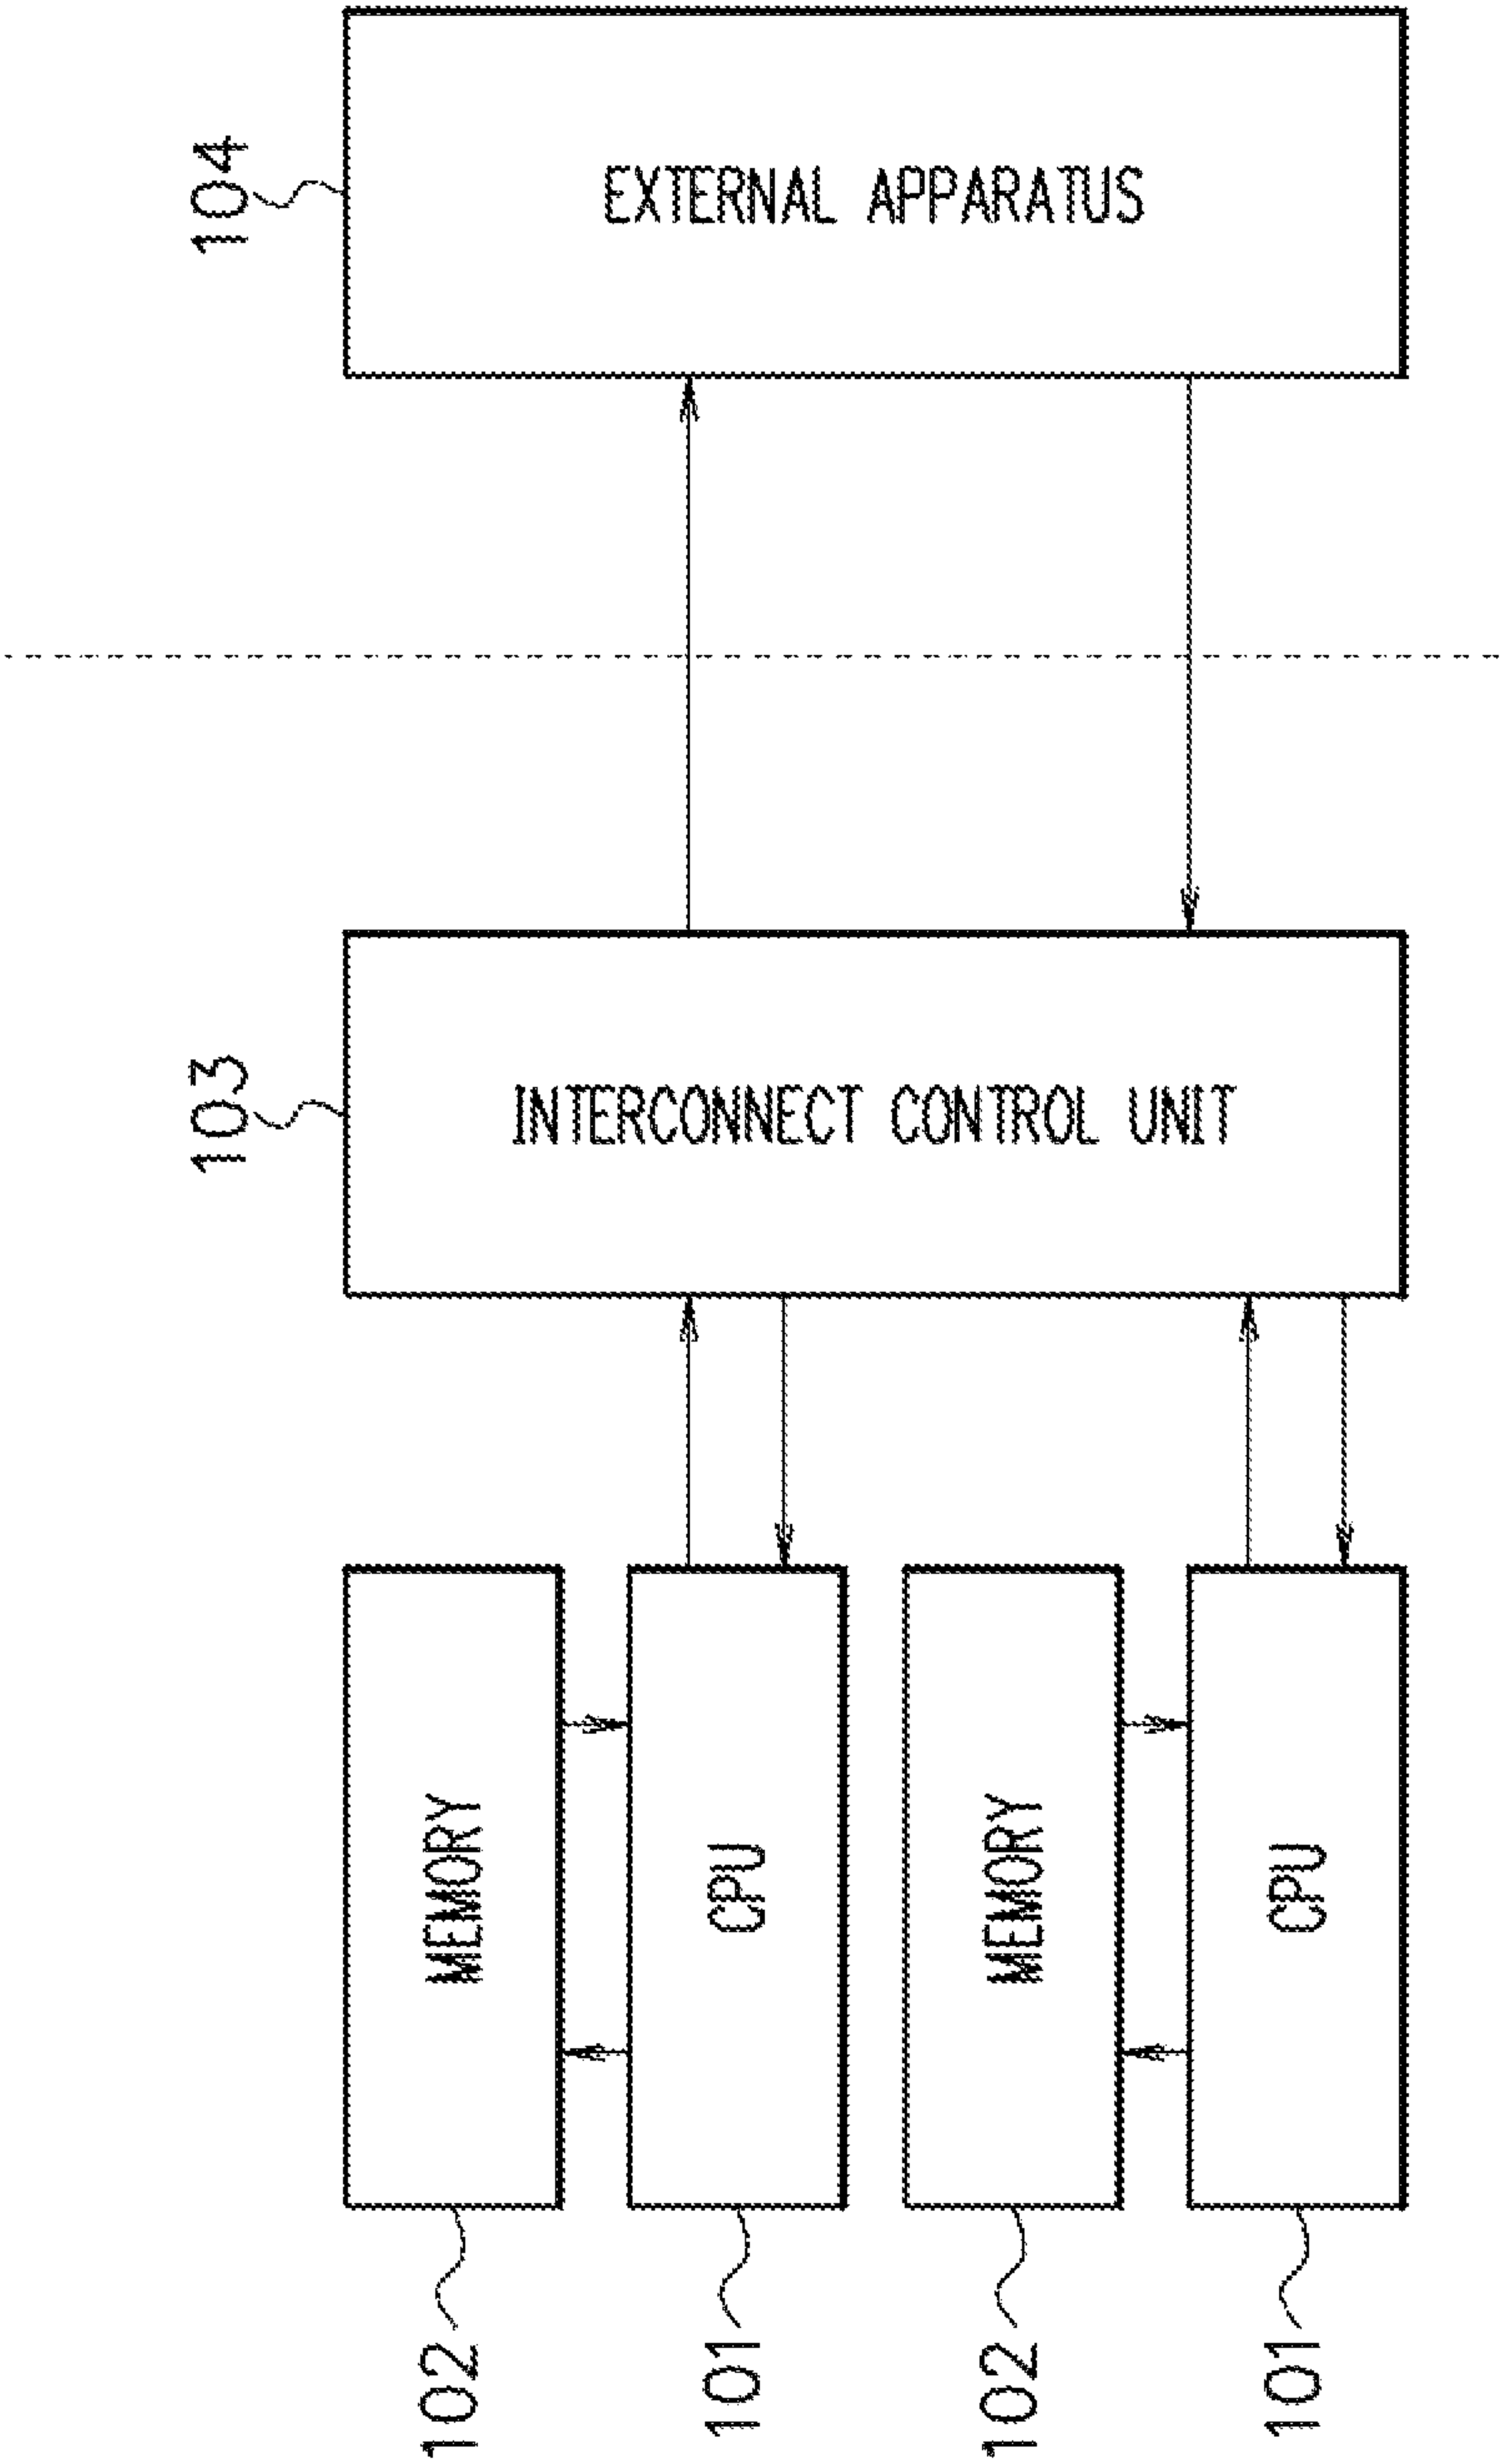 102
MEMORY
101
CPU
102
MEMORY
101
CPU
103
INTERCONNECT CONTROL UNIT
104
EXTERNAL APPARATUS